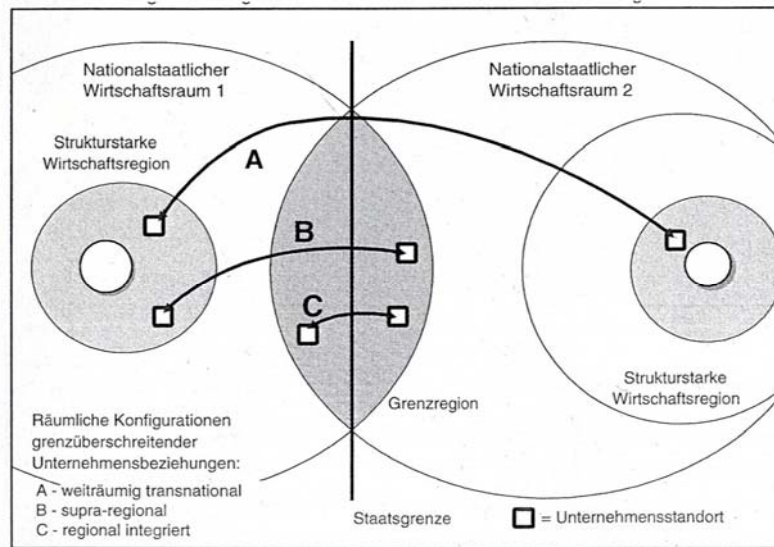 Nationalstaatlicher
Wirtschaftsraum 1
Nationalstaatlicher
Wirtschaftsraum 2
Strukturstarke
Wirtschaftsregion
A
B
C
Strukturstarke
Wirtschaftsregion
Grenzregion
Räumliche Konfigurationen
grenzüberschreitender
Unternehmensbeziehungen:
A - weiträumig transnational
B - supra-regional
C - regional integriert
Staatsgrenze
= Unternehmensstandort